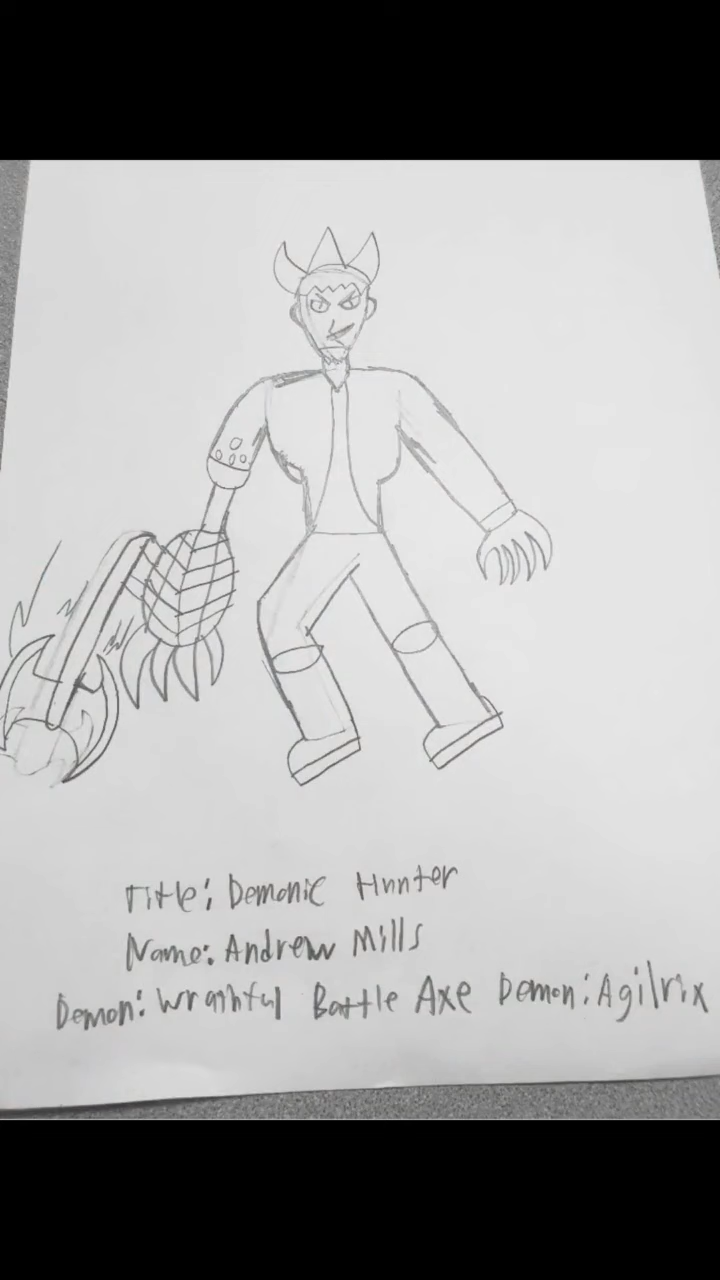 Title: Demonic Hunter
Name: Andrew Mills
Demon: Wrathful Battle Axe Demon: Agilrix